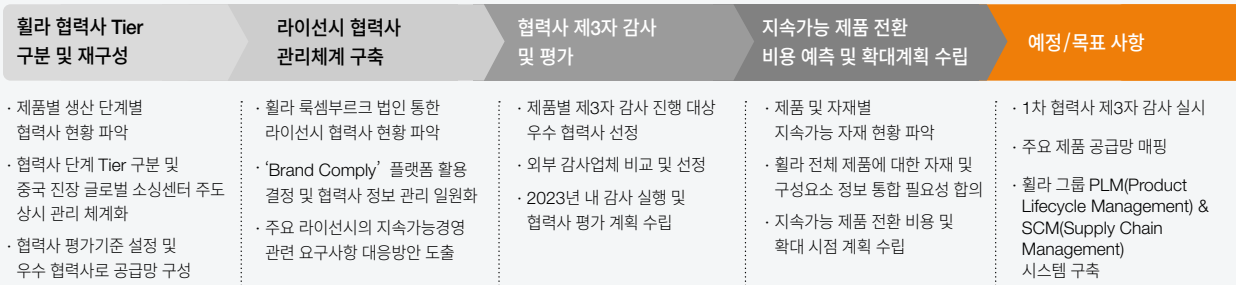 휠라 협력사 Tier
구분 및 재구성
라이선시 협력사
관리체계 구축
협력사 제3자 감사
및 평가
지속가능 제품 전환
비용 예측 및 확대계획 수립
예정/목표 사항
· 제품별 생산 단계별
협력사 현황 파악
· 협력사 단계 Tier 구분 및
중국 진장 글로벌 소싱센터 주도
상시 관리 체계화
· 협력사 평가기준 설정 및
우수 협력사로 공급망 구성
· 휠라 룩셈부르크 법인 통한
라이선시 협력사 현황 파악
· ‘Brand Comply’ 플랫폼 활용
결정 및 협력사 정보 관리 일원화
· 주요 라이선시의 지속가능경영
관련 요구사항 대응방안 도출
· 제품별 제3자 감사 진행 대상
우수 협력사 선정
· 외부 감사업체 비교 및 선정
· 2023년 내 감사 실행 및
협력사 평가 계획 수립
· 제품 및 자재별
지속가능 자재 현황 파악
· 휠라 전체 제품에 대한 자재 및
구성요소 정보 통합 필요성 합의
· 지속가능 제품 전환 비용 및
확대 시점 계획 수립
· 1차 협력사 제3자 감사 실시
· 주요 제품 공급망 매핑
· 휠라 그룹 PLM(Product
Lifecycle Management) &
SCM(Supply Chain
Management)
시스템 구축